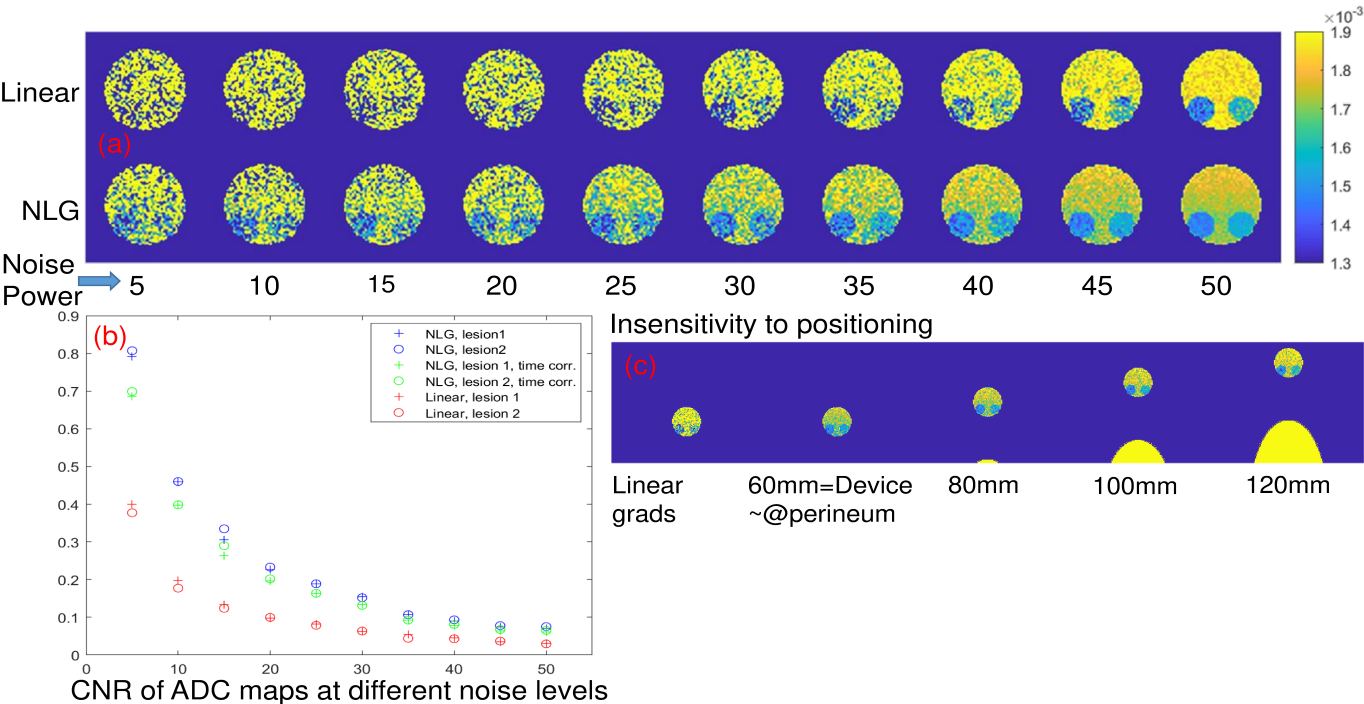 ×10⁻³
Linear
(a)
NLG
1.9
1.8
1.7
1.6
1.5
1.4
1.3
Noise
Power
5 10 15 20 25 30 35 40 45 50
(b)
0.9
0.8
0.7
0.6
0.5
0.4
0.3
0.2
0.1
0
0 10 20 30 40 50
NLG, lesion1
NLG, lesion2
NLG, lesion 1, time corr.
NLG, lesion 2, time corr.
Linear, lesion 1
Linear, lesion 2
CNR of ADC maps at different noise levels
Insensitivity to positioning
(c)
Linear
grads
60mm=Device
~@perineum
80mm
100mm
120mm